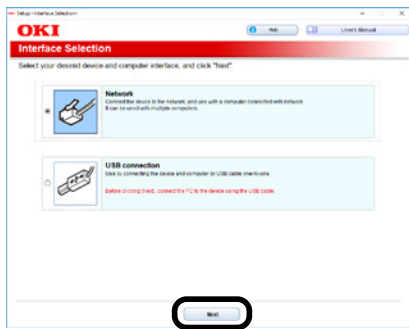 Setup -Interface Selection-
OKI
Help
User's Manual
Interface Selection
Select your desired device and computer interface, and click "Next".
Network
Connect the device to the network, and use with a computer connected with network.
It can be used with multiple computers.
USB connection
Use by connecting the device and computer by USB cable one-to-one.
Before clicking [Next], connect the PC to the device using the USB cable.
Next